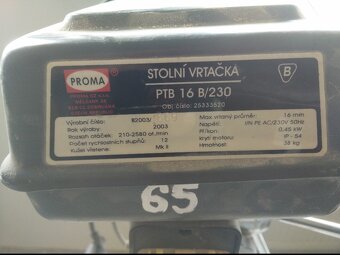 PROMA
STOLNÍ VRTAČKA
PTB 16 B/230
Obj. číslo: 25333520
B
Výrobní číslo: 82003/
Rok výroby: 2003
Rozsah otáček: 210-2580 ot./min
Počet rychlostních stupňů: 12
Kužel vřetene: Mk II
Max vrtaný průměr: 16 mm
Napětí: 1/N PE AC/230V 50Hz
Příkon: 0,45 kW
Krytí motoru: IP - 54
Hmotnost: 38 kg
65